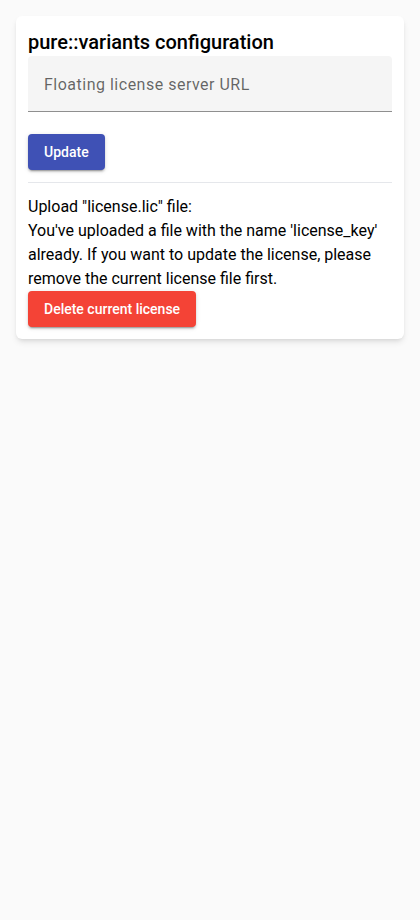 pure::variants configuration
Floating license server URL
Update
Upload "license.lic" file:
You've uploaded a file with the name 'license_key'
already. If you want to update the license, please
remove the current license file first.
Delete current license